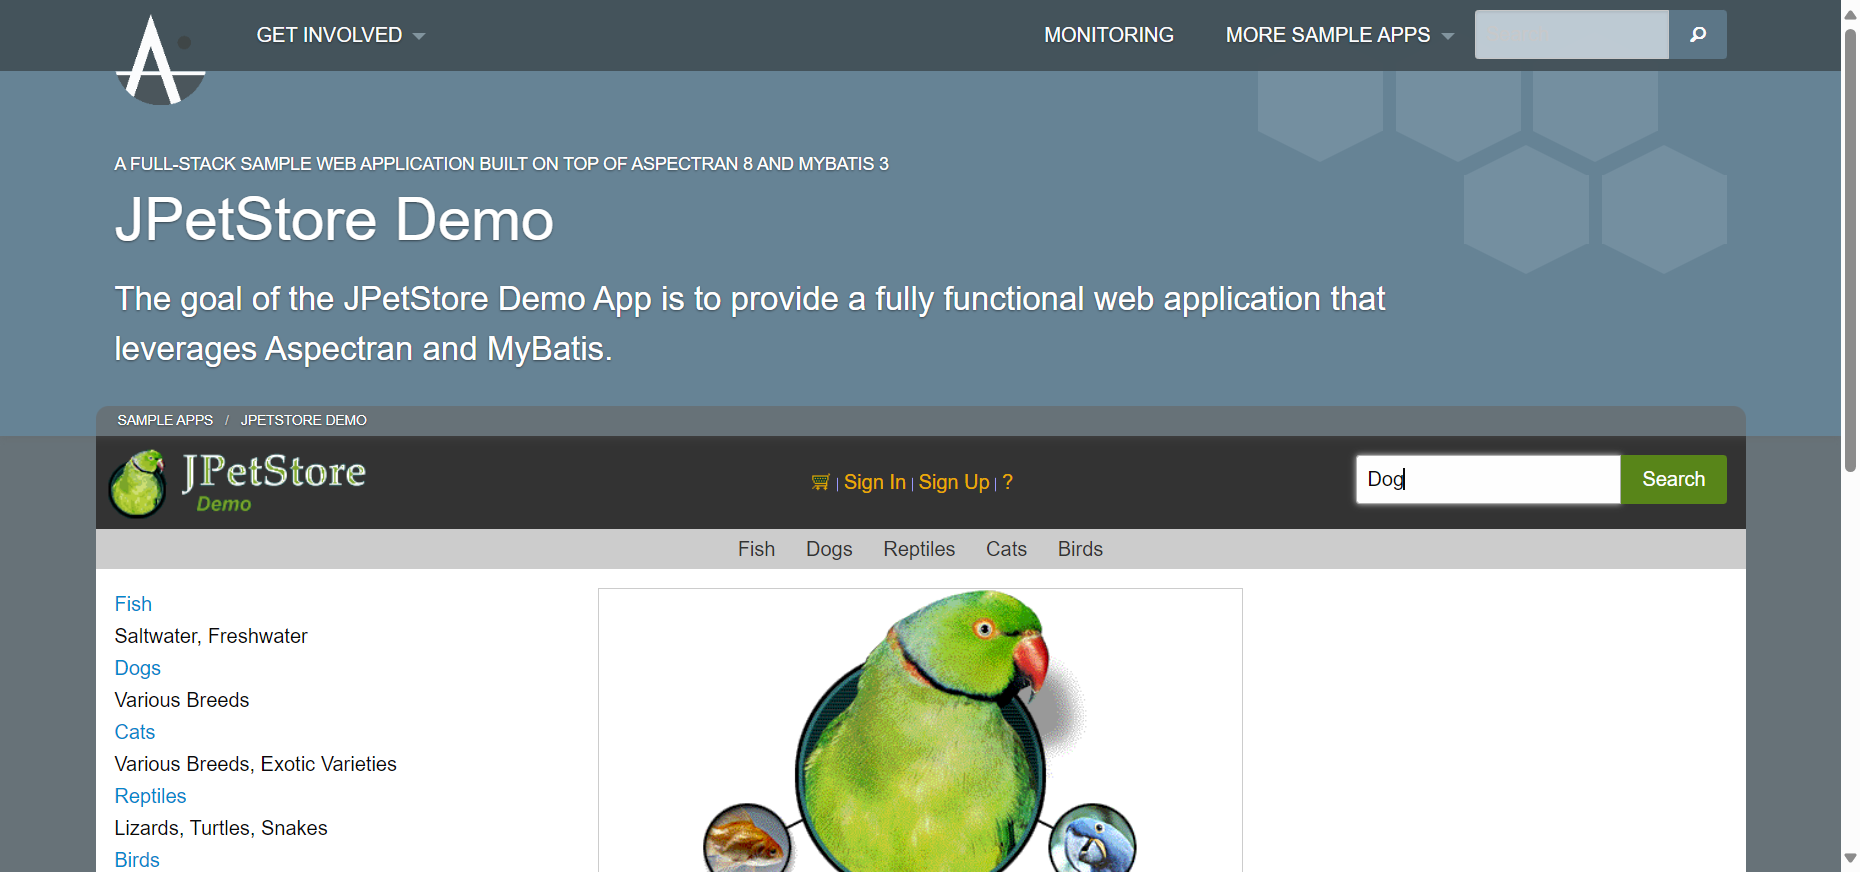 GET INVOLVED
MONITORING
MORE SAMPLE APPS
A FULL-STACK SAMPLE WEB APPLICATION BUILT ON TOP OF ASPECTRAN 8 AND MYBATIS 3
JPetStore Demo
The goal of the JPetStore Demo App is to provide a fully functional web application that
leverages Aspectran and MyBatis.
SAMPLE APPS / JPETSTORE DEMO
JPetStore
Demo
| Sign In | Sign Up | ?
Dog
Search
Fish Dogs Reptiles Cats Birds
Fish
Saltwater, Freshwater
Dogs
Various Breeds
Cats
Various Breeds, Exotic Varieties
Reptiles
Lizards, Turtles, Snakes
Birds